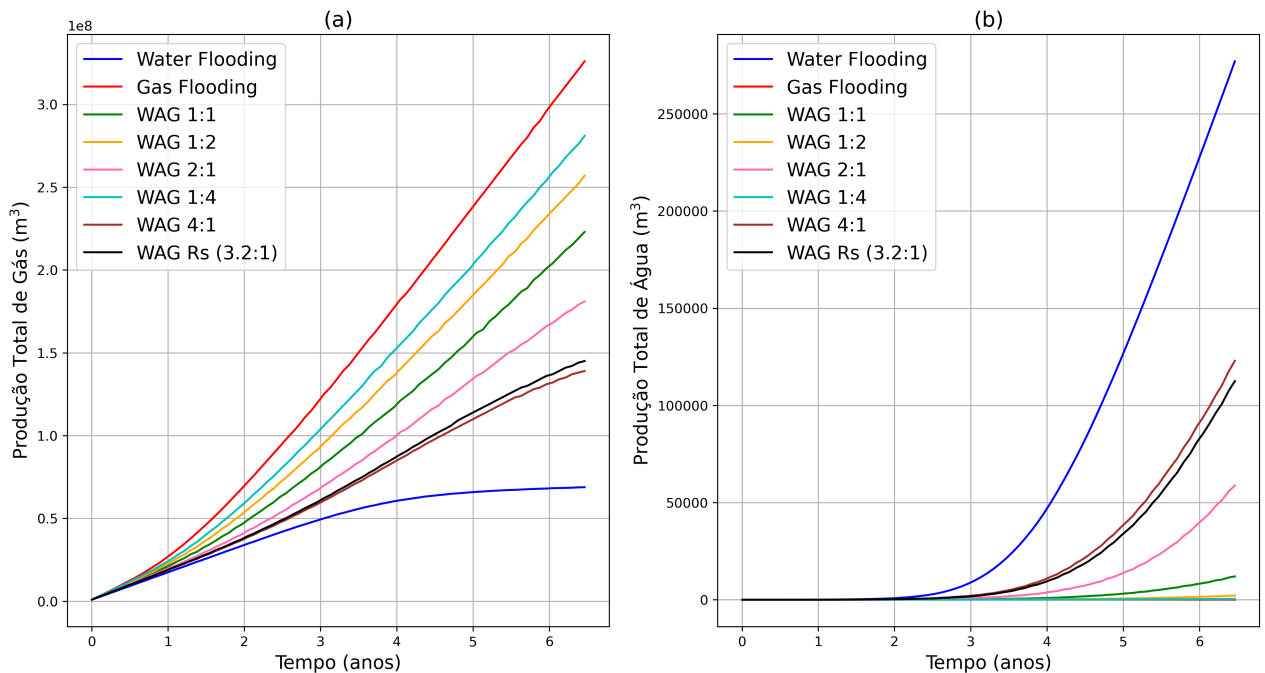 (a)
1e8
Water Flooding
Gas Flooding
WAG 1:1
WAG 1:2
WAG 2:1
WAG 1:4
WAG 4:1
WAG Rs (3.2:1)
3.0
2.5
2.0
1.5
1.0
0.5
0.0
Produção Total de Gás (m³)
0 1 2 3 4 5 6
Tempo (anos)
(b)
Water Flooding
Gas Flooding
WAG 1:1
WAG 1:2
WAG 2:1
WAG 1:4
WAG 4:1
WAG Rs (3.2:1)
250000
200000
150000
100000
50000
0
Produção Total de Água (m³)
0 1 2 3 4 5 6
Tempo (anos)